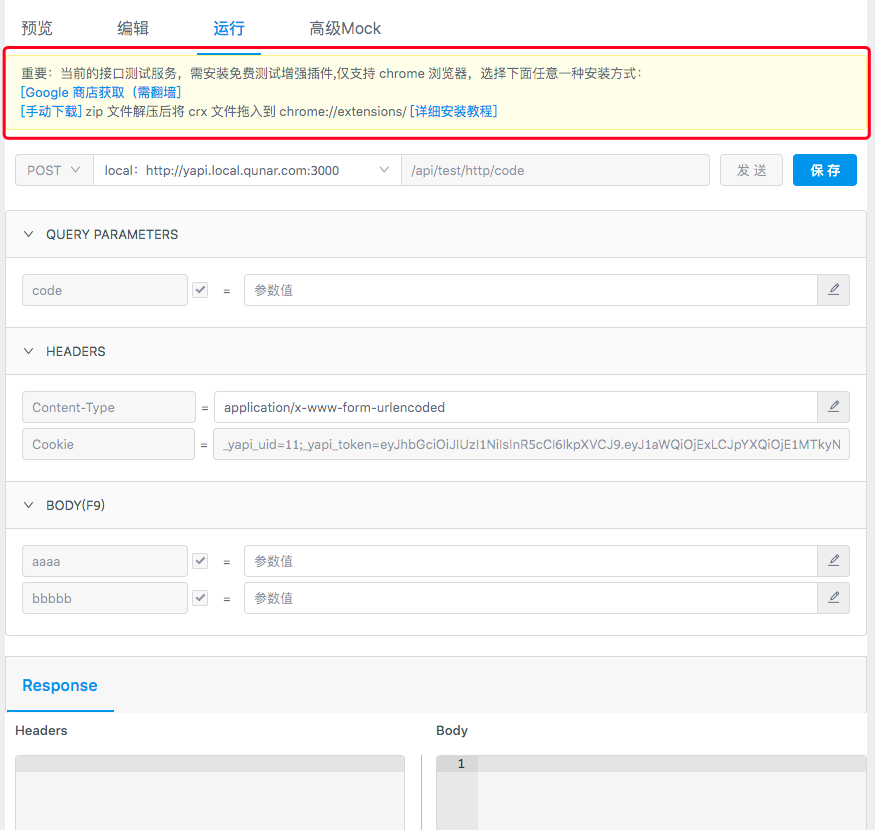 预览 编辑 运行 高级Mock
重要：当前的接口测试服务，需安装免费测试增强插件,仅支持 chrome 浏览器，选择下面任意一种安装方式：
[Google 商店获取（需翻墙]
[手动下载] zip 文件解压后将 crx 文件拖入到 chrome://extensions/ [详细安装教程]
POST local：http://yapi.local.qunar.com:3000 /api/test/http/code 发 送 保 存
QUERY PARAMETERS
code = 参数值
HEADERS
Content-Type = application/x-www-form-urlencoded
Cookie = _yapi_uid=11;_yapi_token=eyJhbGciOiJIUzI1NiIsInR5cCI6IkpXVCJ9.eyJ1aWQiOjExLCJpYXQiOjE1MTkyN
BODY(F9)
aaaa = 参数值
bbbbb = 参数值
Response
Headers Body
1